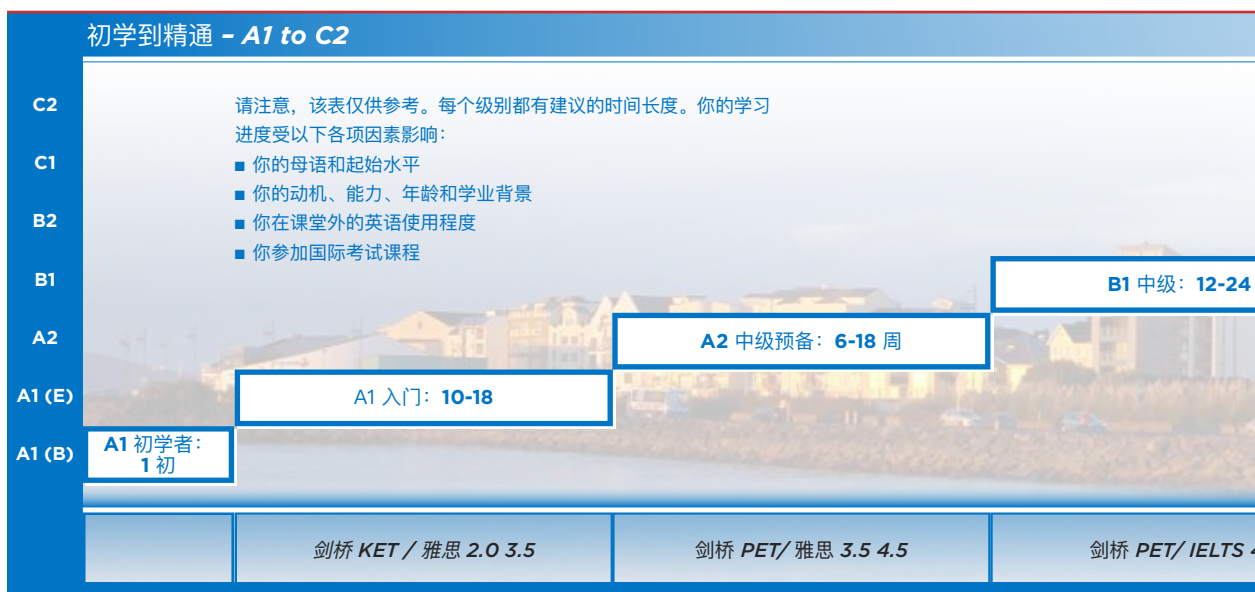 初学到精通 – A1 to C2
C2
C1
B2
B1
A2
A1 (E)
A1 (B)
请注意，该表仅供参考。每个级别都有建议的时间长度。你的学习
进度受以下各项因素影响：
■ 你的母语和起始水平
■ 你的动机、能力、年龄和学业背景
■ 你在课堂外的英语使用程度
■ 你参加国际考试课程
B1 中级：12-24
A2 中级预备：6-18 周
A1 入门：10-18
A1 初学者：
1 初
剑桥 KET / 雅思 2.0 3.5
剑桥 PET/ 雅思 3.5 4.5
剑桥 PET/ IELTS